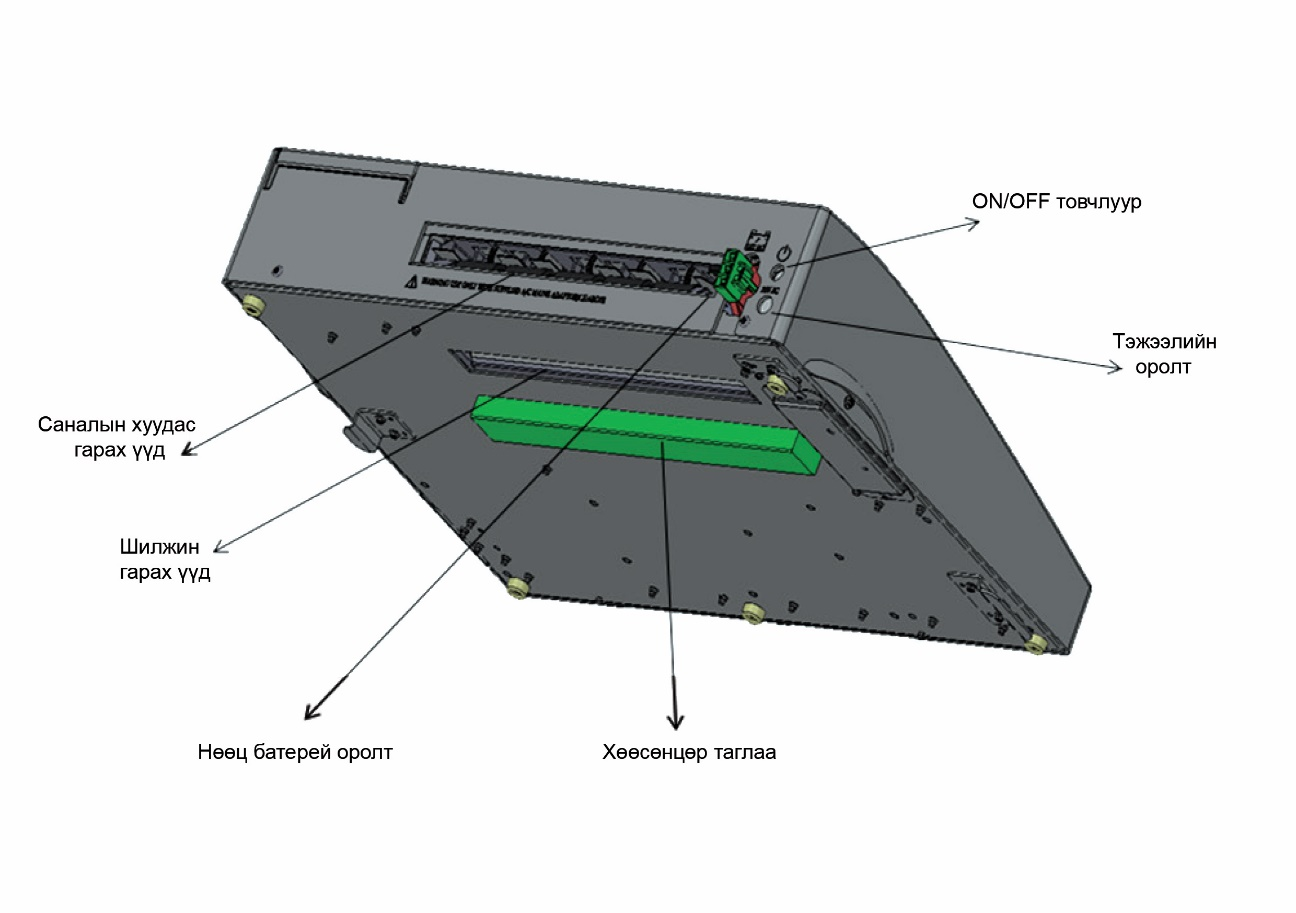 ON/OFF товчлуур
Тэжээлийн
оролт
Саналын хуудас
гарах үүд
Шилжин
гарах үүд
Нөөц батерей оролт
Хөөсөнцөр таглаа